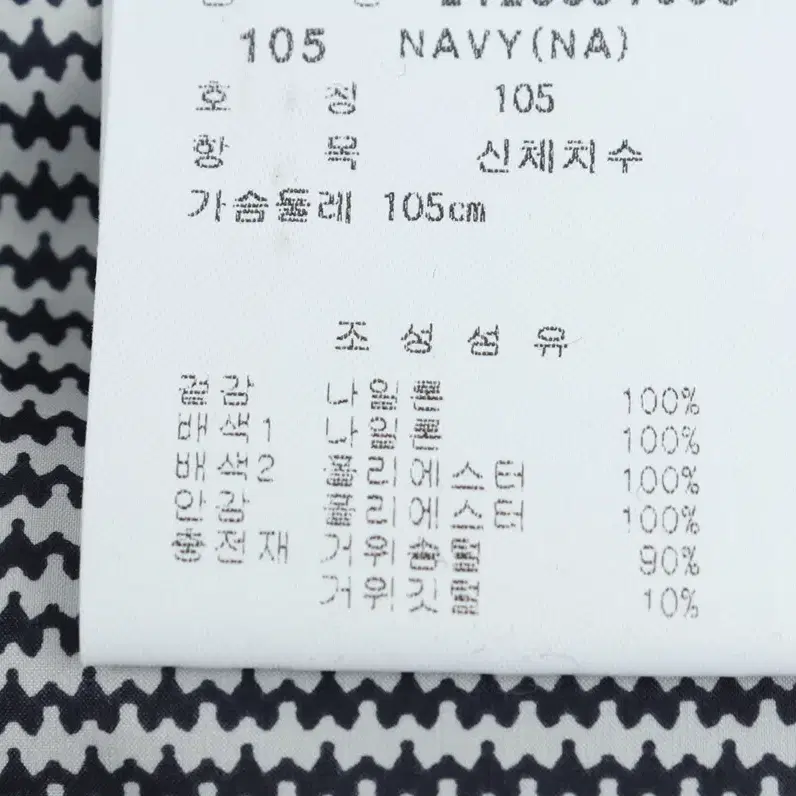 105 NAVY(NA)
호 칭 105
항 목 신체치수
가슴둘레 105cm
조 성 섬 유
겉감 나일론 100%
배색1 나일론 100%
배색2 폴리에스터 100%
안감 폴리에스터 100%
충전재 거위솜털 90%
거위깃털 10%